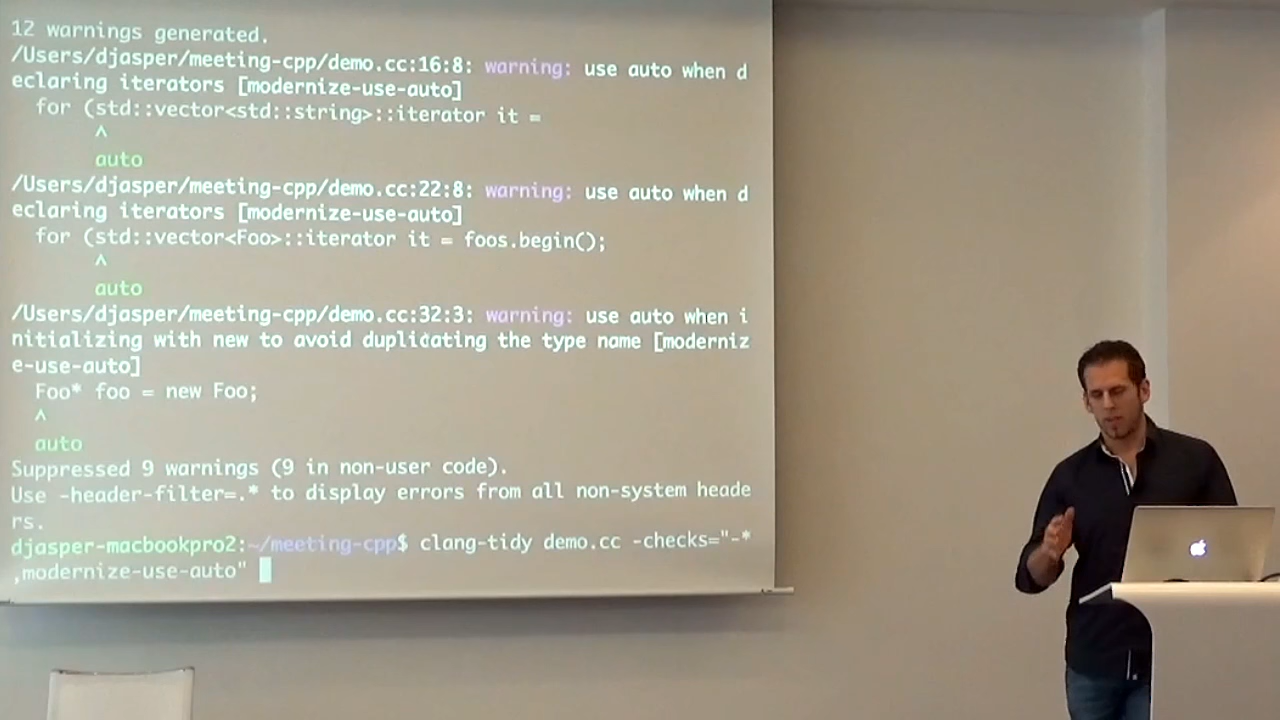 12 warnings generated.
/Users/djasper/meeting-cpp/demo.cc:16:8: warning: use auto when d
eclaring iterators [modernize-use-auto]
for (std::vector<std::string>::iterator it =
^
auto
/Users/djasper/meeting-cpp/demo.cc:22:8: warning: use auto when d
eclaring iterators [modernize-use-auto]
for (std::vector<Foo>::iterator it = foos.begin();
^
auto
/Users/djasper/meeting-cpp/demo.cc:32:3: warning: use auto when i
nitializing with new to avoid duplicating the type name [moderniz
e-use-auto]
Foo* foo = new Foo;
^
auto
Suppressed 9 warnings (9 in non-user code).
Use -header-filter=.* to display errors from all non-system heade
rs.
djasper-macbookpro2:~/meeting-cpp$ clang-tidy demo.cc -checks="-*
,modernize-use-auto"